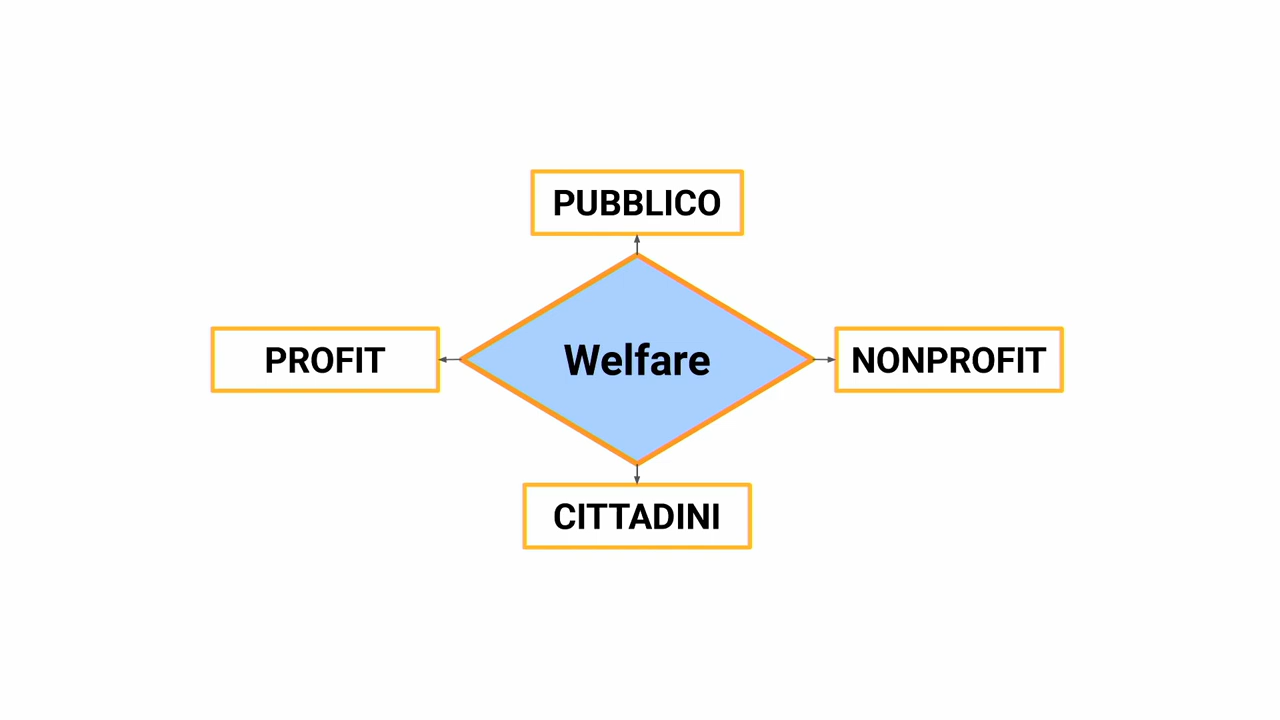 PUBBLICO
PROFIT
Welfare
NONPROFIT
CITTADINI